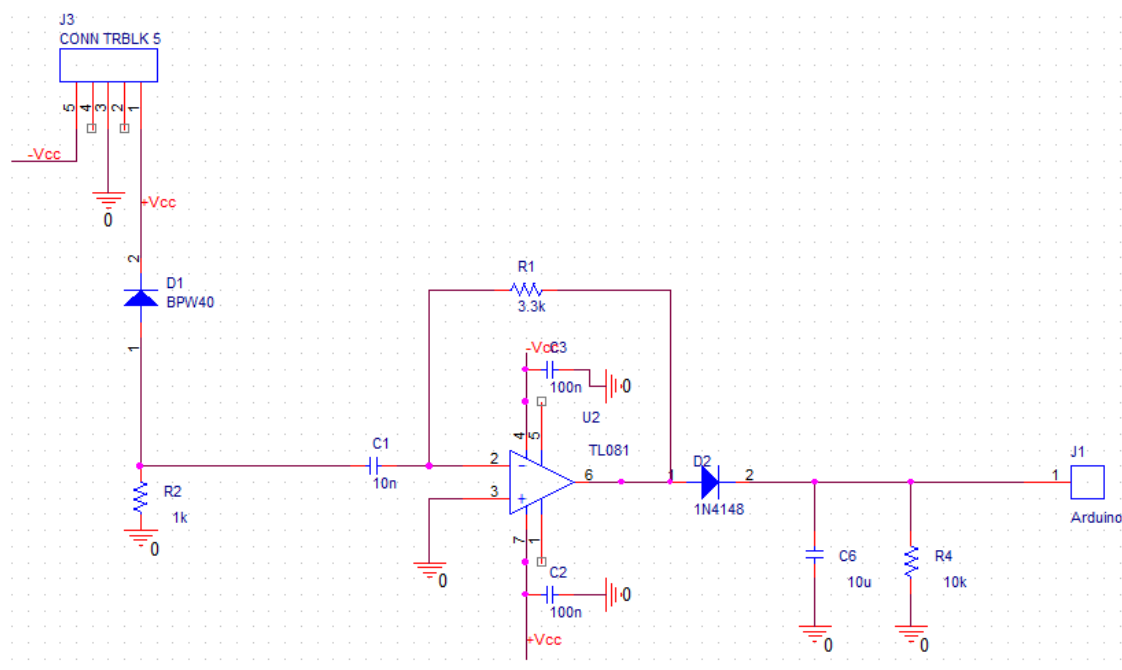 J3
CONN TRBLK 5
5
4
3
2
1
-Vcc
0
+Vcc
2
D1
BPW40
1
R1
3.3k
-Vcc
C3
100n
0
U2
4
5
TL081
C1
10n
2
-
3
+
6
1
D2
2
1N4148
J1
1
Arduino
R2
1k
0
0
7
1
C2
100n
0
+Vcc
C6
10u
0
R4
10k
0